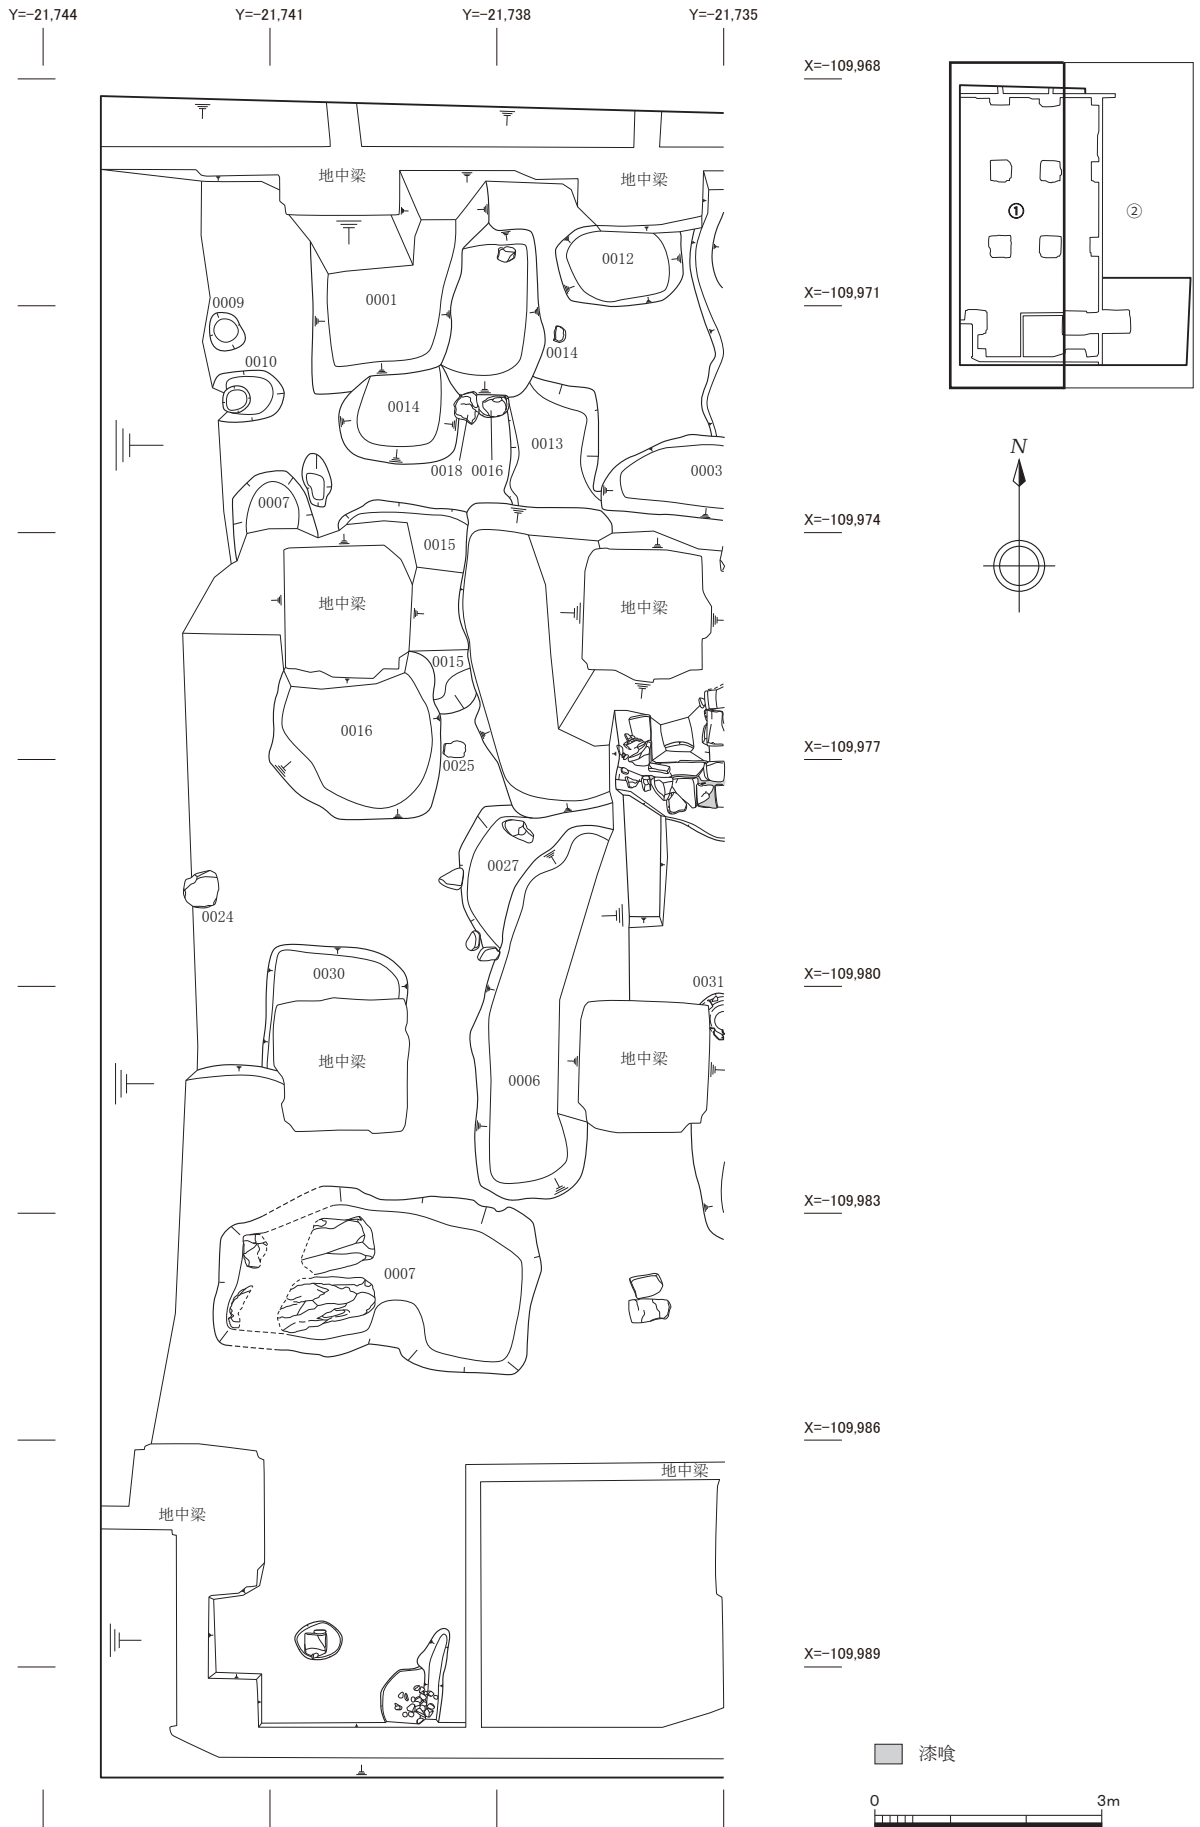 Y=-21,744
Y=-21,741
Y=-21,738
Y=-21,735
X=-109,968
地中梁
地中梁
①
②
0012
0001
0009
X=-109,971
0014
0010
0014
0013
0018
0016
0003
N
0007
X=-109,974
0015
地中梁
地中梁
0015
0016
X=-109,977
0025
0027
0024
0030
X=-109,980
0031
地中梁
地中梁
0006
X=-109,983
0007
X=-109,986
地中梁
地中梁
X=-109,989
漆喰
0
3m